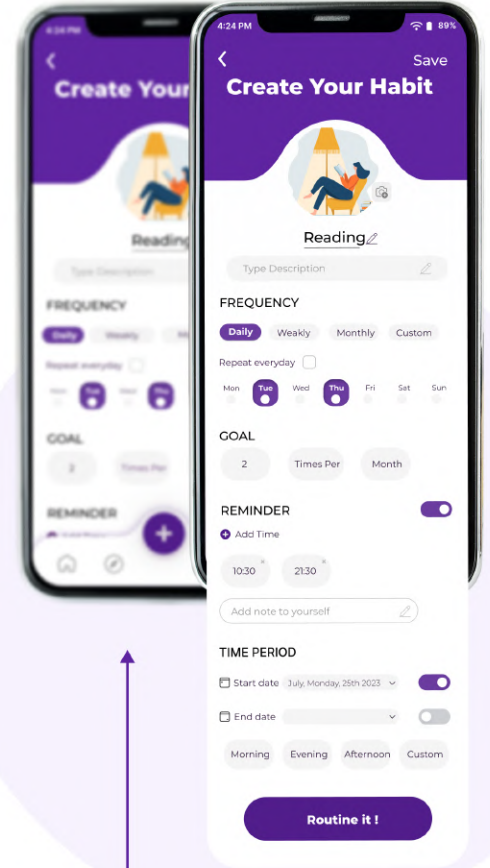 4:24 PM
Create Your
Reading
Type Description
FREQUENCY
Daily Weekly
Repeat everyday
Mon Tue Wed Thu
GOAL
2 Times Per
REMINDER
4:24 PM 89%
Save
Create Your Habit
Reading
Type Description
FREQUENCY
Daily Weakly Monthly Custom
Repeat everyday
Mon Tue Wed Thu Fri Sat Sun
GOAL
2 Times Per Month
REMINDER
Add Time
10:30 × 21:30 ×
Add note to yourself
TIME PERIOD
Start date July, Monday, 25th 2023
End date
Morning Evening Afternoon Custom
Routine it !